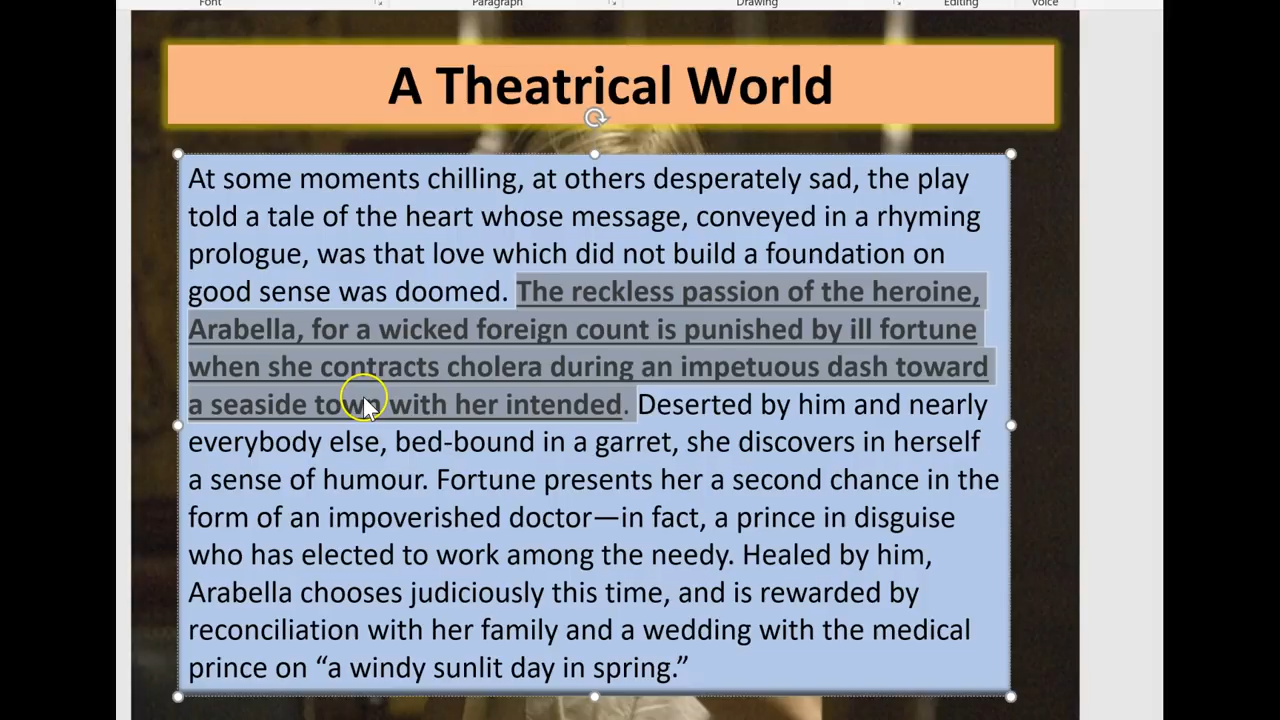 Font Paragraph Drawing Editing Voice
A Theatrical World
At some moments chilling, at others desperately sad, the play
told a tale of the heart whose message, conveyed in a rhyming
prologue, was that love which did not build a foundation on
good sense was doomed. The reckless passion of the heroine,
Arabella, for a wicked foreign count is punished by ill fortune
when she contracts cholera during an impetuous dash toward
a seaside town with her intended. Deserted by him and nearly
everybody else, bed-bound in a garret, she discovers in herself
a sense of humour. Fortune presents her a second chance in the
form of an impoverished doctor—in fact, a prince in disguise
who has elected to work among the needy. Healed by him,
Arabella chooses judiciously this time, and is rewarded by
reconciliation with her family and a wedding with the medical
prince on “a windy sunlit day in spring.”